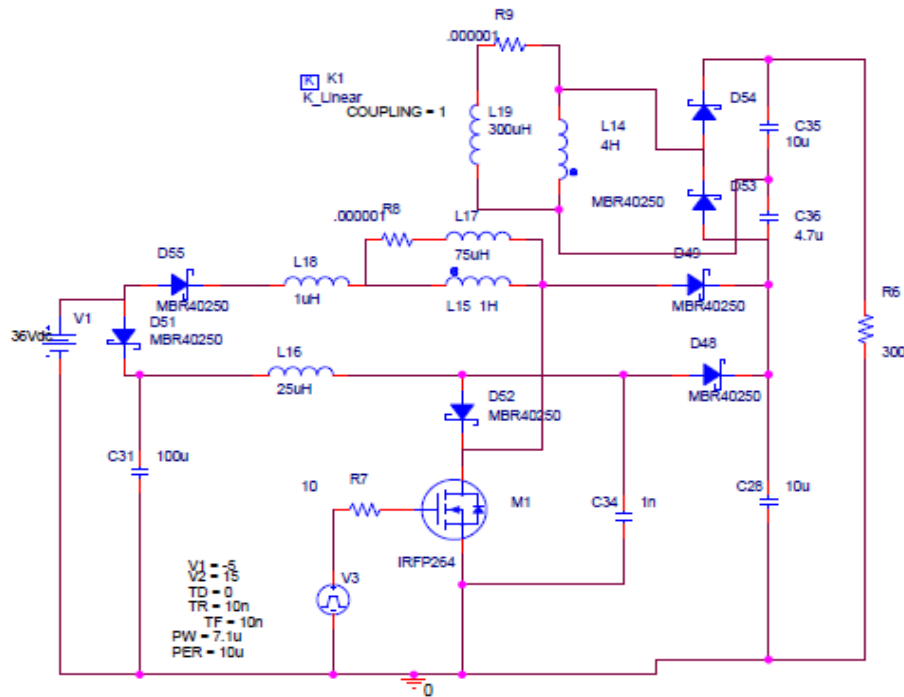 R9
.000001
K K1
K_Linear
COUPLING = 1
L19
300uH
L14
4H
D54
C35
10u
D53
MBR40250
C36
4.7u
R8
.000001
L17
75uH
D55
MBR40250
L18
1uH
L15 1H
D49
MBR40250
V1
36Vdc
D51
MBR40250
R6
300
L16
25uH
D48
MBR40250
D52
MBR40250
C31
100u
R7
10
M1
IRFP264
C34
1n
C28
10u
V3
V1 = -5
V2 = 15
TD = 0
TR = 10n
TF = 10n
PW = 7.1u
PER = 10u
0